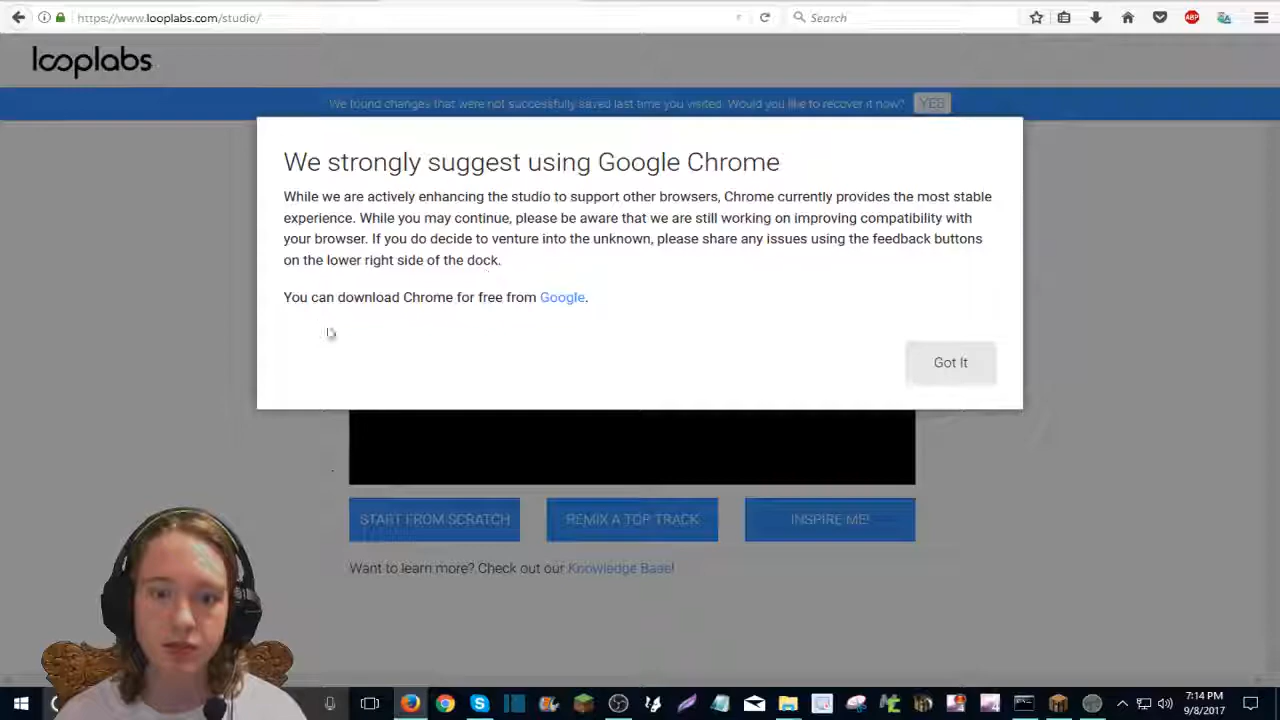 https://www.looplabs.com/studio/
Search
ABP
looplabs
We found changes that were not successfully saved last time you visited. Would you like to recover it now? YES
We strongly suggest using Google Chrome
While we are actively enhancing the studio to support other browsers, Chrome currently provides the most stable
experience. While you may continue, please be aware that we are still working on improving compatibility with
your browser. If you do decide to venture into the unknown, please share any issues using the feedback buttons
on the lower right side of the dock.
You can download Chrome for free from Google.
Got It
START FROM SCRATCH
REMIX A TOP TRACK
INSPIRE ME!
Want to learn more? Check out our Knowledge Base!
7:14 PM
9/8/2017